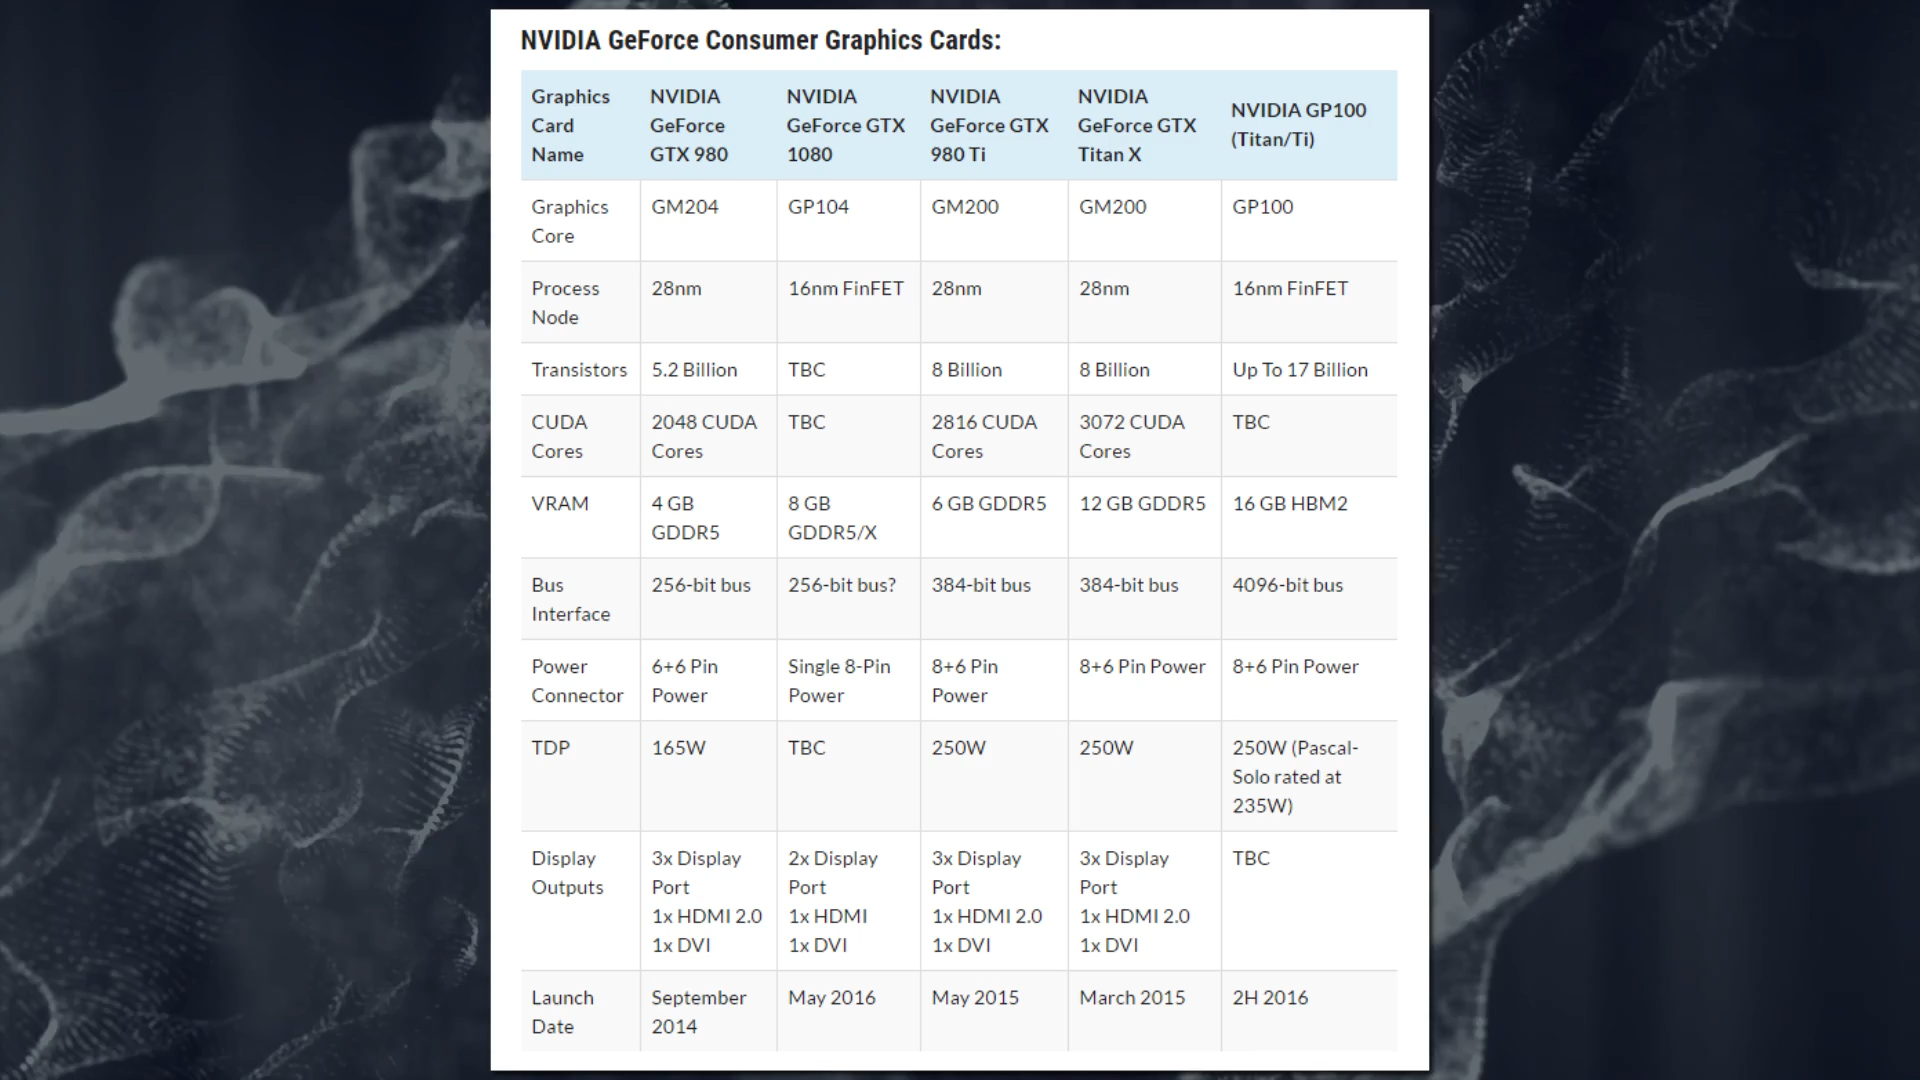 NVIDIA GeForce Consumer Graphics Cards:
Graphics Card Name | NVIDIA GeForce GTX 980 | NVIDIA GeForce GTX 1080 | NVIDIA GeForce GTX 980 Ti | NVIDIA GeForce GTX Titan X | NVIDIA GP100 (Titan/Ti)
Graphics Core | GM204 | GP104 | GM200 | GM200 | GP100
Process Node | 28nm | 16nm FinFET | 28nm | 28nm | 16nm FinFET
Transistors | 5.2 Billion | TBC | 8 Billion | 8 Billion | Up To 17 Billion
CUDA Cores | 2048 CUDA Cores | TBC | 2816 CUDA Cores | 3072 CUDA Cores | TBC
VRAM | 4 GB GDDR5 | 8 GB GDDR5/X | 6 GB GDDR5 | 12 GB GDDR5 | 16 GB HBM2
Bus Interface | 256-bit bus | 256-bit bus? | 384-bit bus | 384-bit bus | 4096-bit bus
Power Connector | 6+6 Pin Power | Single 8-Pin Power | 8+6 Pin Power | 8+6 Pin Power | 8+6 Pin Power
TDP | 165W | TBC | 250W | 250W | 250W (Pascal-Solo rated at 235W)
Display Outputs | 3x Display Port 1x HDMI 2.0 1x DVI | 2x Display Port 1x HDMI 1x DVI | 3x Display Port 1x HDMI 2.0 1x DVI | 3x Display Port 1x HDMI 2.0 1x DVI | TBC
Launch Date | September 2014 | May 2016 | May 2015 | March 2015 | 2H 2016